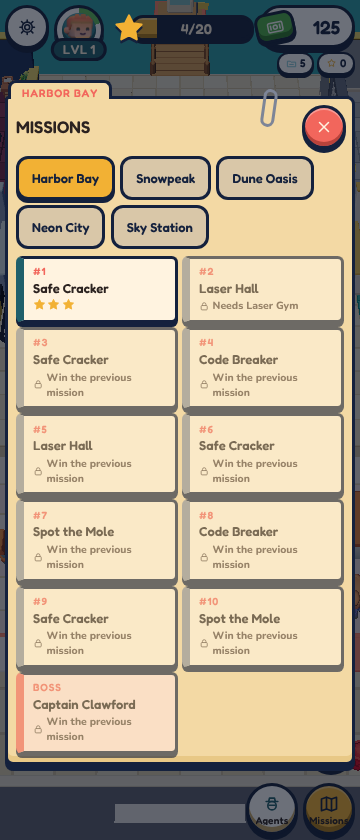 LVL 1
4/20
125
5
0
HARBOR BAY
MISSIONS
Harbor Bay
Snowpeak
Dune Oasis
Neon City
Sky Station
#1
Safe Cracker
#2
Laser Hall
Needs Laser Gym
#3
Safe Cracker
Win the previous
mission
#4
Code Breaker
Win the previous
mission
#5
Laser Hall
Win the previous
mission
#6
Safe Cracker
Win the previous
mission
#7
Spot the Mole
Win the previous
mission
#8
Code Breaker
Win the previous
mission
#9
Safe Cracker
Win the previous
mission
#10
Spot the Mole
Win the previous
mission
BOSS
Captain Clawford
Win the previous
mission
Agents
Missions